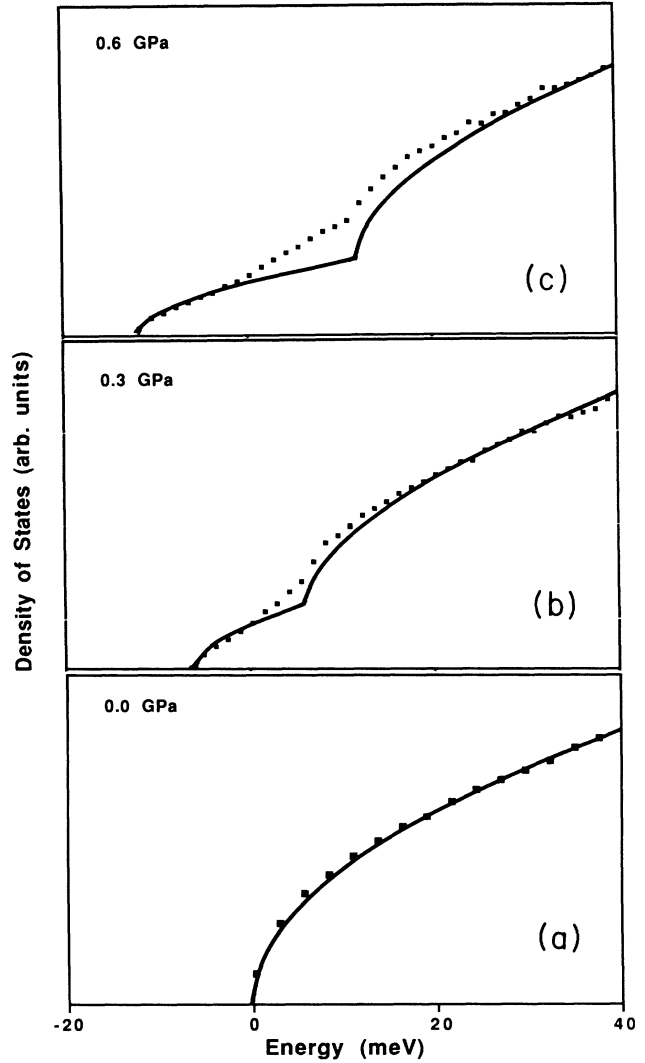 0.6 GPa
(c)
0.3 GPa
(b)
Density of States (arb. units)
0.0 GPa
(a)
-20 0 20 40
Energy (meV)